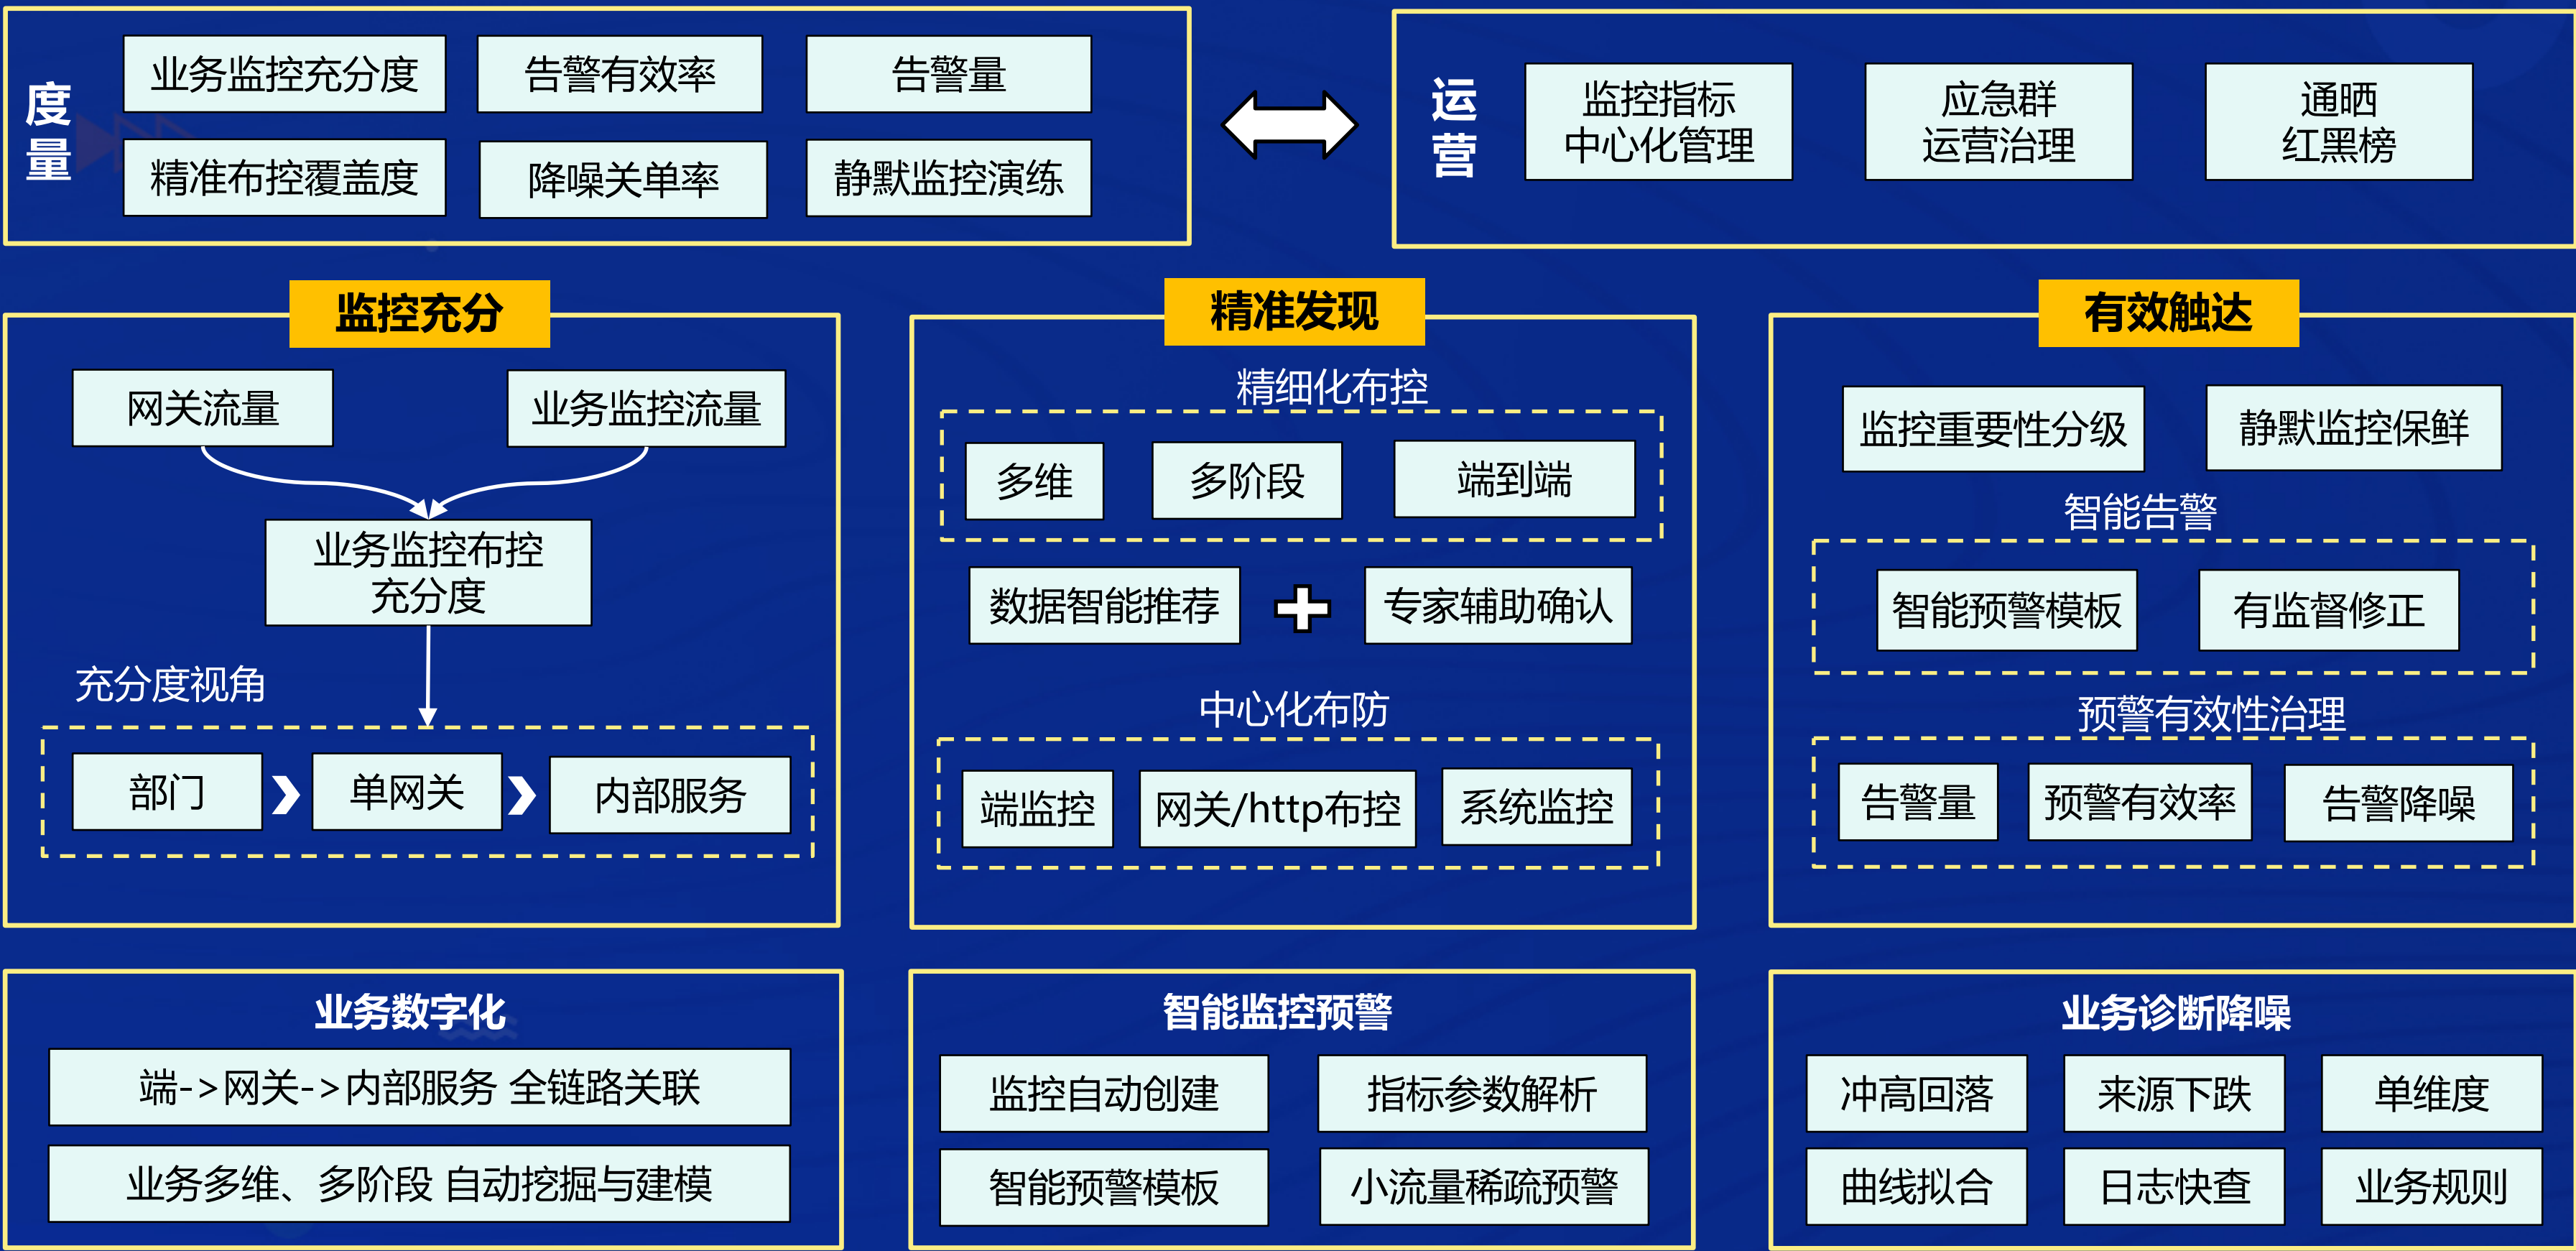 度量
业务监控充分度
告警有效率
告警量
精准布控覆盖度
降噪关单率
静默监控演练
运营
监控指标
中心化管理
应急群
运营治理
通晒
红黑榜
监控充分
网关流量
业务监控流量
业务监控布控
充分度
充分度视角
部门
单网关
内部服务
精准发现
精细化布控
多维
多阶段
端到端
数据智能推荐
专家辅助确认
中心化布防
端监控
网关/http布控
系统监控
有效触达
监控重要性分级
静默监控保鲜
智能告警
智能预警模板
有监督修正
预警有效性治理
告警量
预警有效率
告警降噪
业务数字化
端->网关->内部服务 全链路关联
业务多维、多阶段 自动挖掘与建模
智能监控预警
监控自动创建
指标参数解析
智能预警模板
小流量稀疏预警
业务诊断降噪
冲高回落
来源下跌
单维度
曲线拟合
日志快查
业务规则